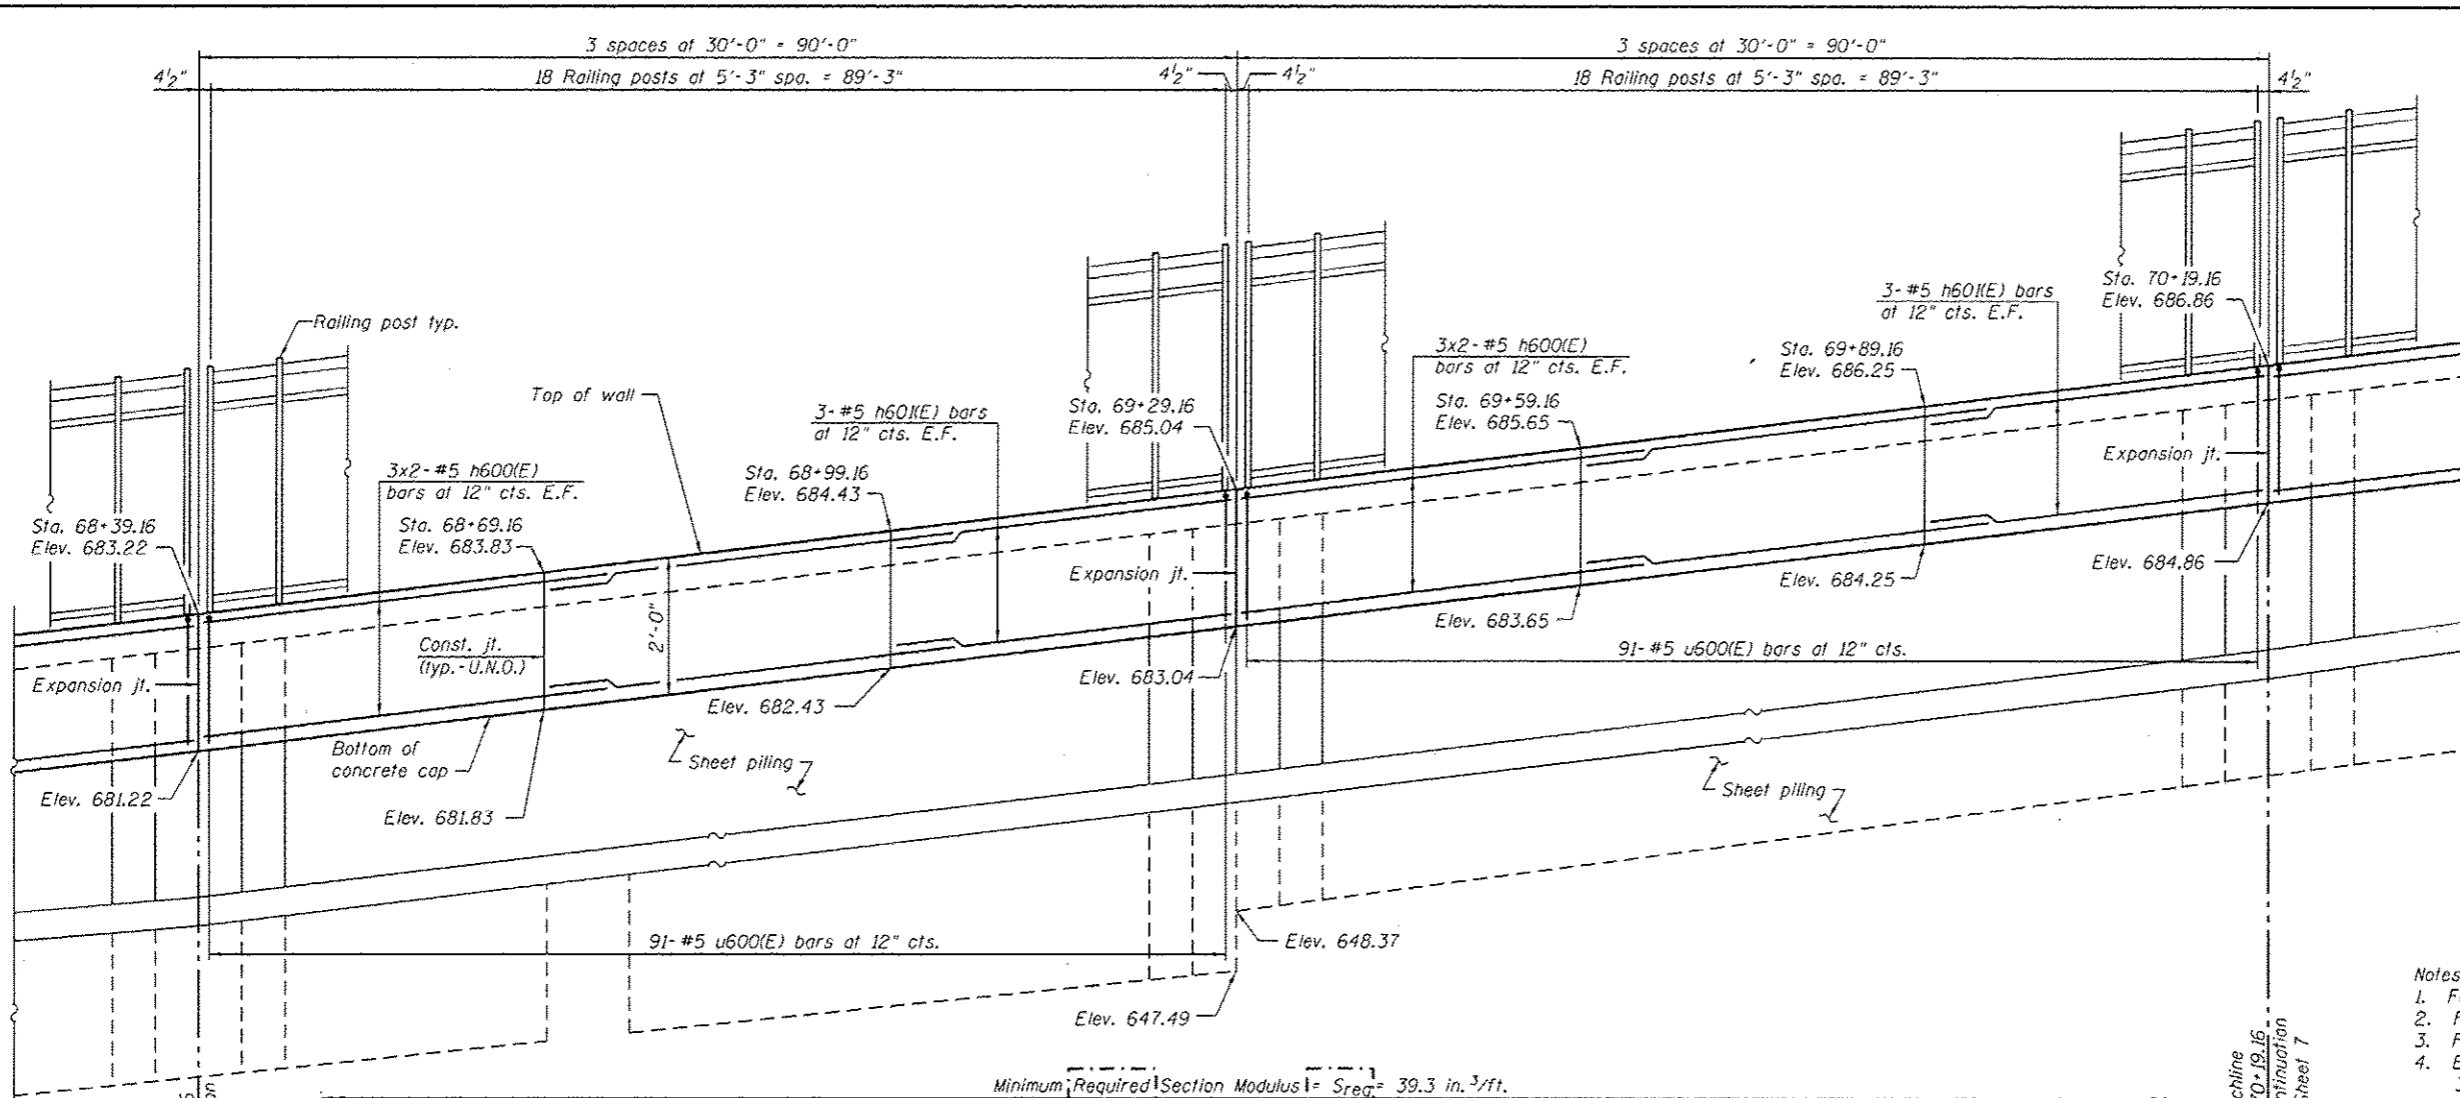 3 spaces at 30'-0" = 90'-0"
3 spaces at 30'-0" = 90'-0"
4½"
18 Railing posts at 5'-3" spa. = 89'-3"
4½"
4½"
18 Railing posts at 5'-3" spa. = 89'-3"
4½"
Railing post typ.
Top of wall
3-#5 h601(E) bars
at 12" cts. E.F.
Sta. 69+29.16
Elev. 685.04
3x2-#5 h600(E)
bars at 12" cts. E.F.
Sta. 69+59.16
Elev. 685.65
Sta. 69+89.16
Elev. 686.25
3-#5 h601(E) bars
at 12" cts. E.F.
Sta. 70+19.16
Elev. 686.86
3x2-#5 h600(E)
bars at 12" cts. E.F.
Sta. 68+69.16
Elev. 683.83
Sta. 68+99.16
Elev. 684.43
Sta. 68+39.16
Elev. 683.22
Expansion jt.
Expansion jt.
Expansion jt.
Const. jt.
(typ.-U.N.O.)
2'-0"
Elev. 682.43
Elev. 683.04
Elev. 683.65
Elev. 684.25
Elev. 684.86
91-#5 u600(E) bars at 12" cts.
Bottom of
concrete cap
Sheet piling
Sheet piling
Elev. 681.22
Elev. 681.83
91-#5 u600(E) bars at 12" cts.
Elev. 648.37
Elev. 647.49
Minimum Required Section Modulus = Sreq = 39.3 in.³/ft.
70+19.16
Sheet 7
Notes
1.
2.
3.
4.